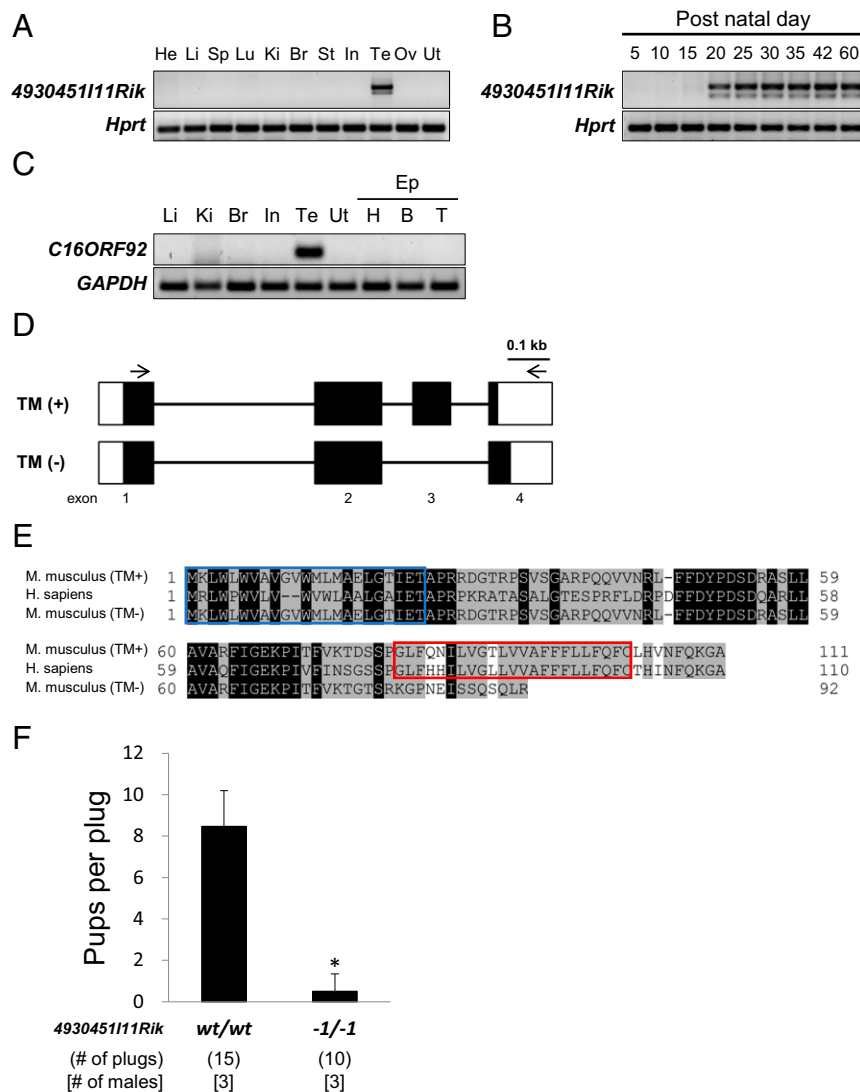 A
He Li Sp Lu Ki Br St In Te Ov Ut
4930451I11Rik
Hprt
B
Post natal day
5 10 15 20 25 30 35 42 60
4930451I11Rik
Hprt
C
Ep
Li Ki Br In Te Ut H B T
C16ORF92
GAPDH
D
0.1 kb
TM (+)
TM (-)
exon 1 2 3 4
E
M. musculus (TM+) 1 MKLWLWVAVGVWMLMAELGTIETAPRRDGTRPSVSGARPQQVVNRL-FFDYPDSDRASLL 59
H. sapiens 1 MRLWPWVLV--WVWLAALGAIETAPRPKRATASALGTESPRFLDRPDFFDYPDSDQARLL 58
M. musculus (TM-) 1 MKLWLWVAVGVWMLMAELGTIETAPRRDGTRPSVSGARPQQVVNRL-FFDYPDSDRASLL 59
M. musculus (TM+) 60 AVARFIGEKPITFVKTDSSPGLFQNILVGTLVVAFFFLLFQFCLHVNFQKGA 111
H. sapiens 59 AVAQFIGEKPIVFINSGSSPGLFHHILVGLLVVAFFFLLFQFCTHINFQKGA 110
M. musculus (TM-) 60 AVARFIGEKPITFVKTGTSRKGPNEISSQSQLR 92
F
Pups per plug
12
10
8
6
4
2
0
*
4930451I11Rik wt/wt -1/-1
(# of plugs) (15) (10)
[# of males] [3] [3]